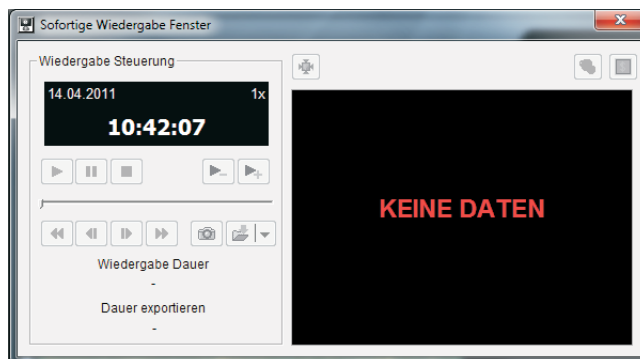 Sofortige Wiedergabe Fenster
Wiedergabe Steuerung
14.04.2011 1x
10:42:07
KEINE DATEN
Wiedergabe Dauer
-
Dauer exportieren
-